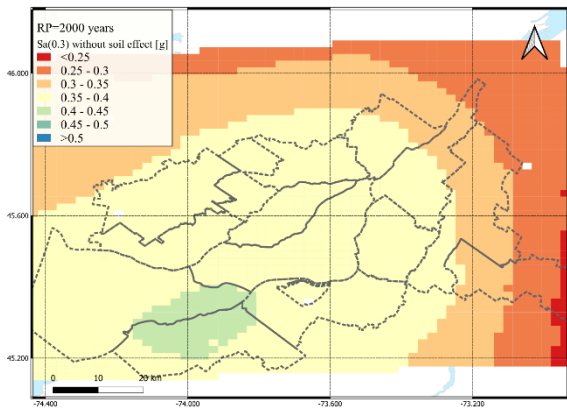 RP=2000 years
Sa(0.3) without soil effect [g]
<0.25
0.25 - 0.3
0.3 - 0.35
0.35 - 0.4
0.4 - 0.45
0.45 - 0.5
>0.5
46.000
45.600
45.200
0 10 20 km
-74.400 -74.000 -73.600 -73.200